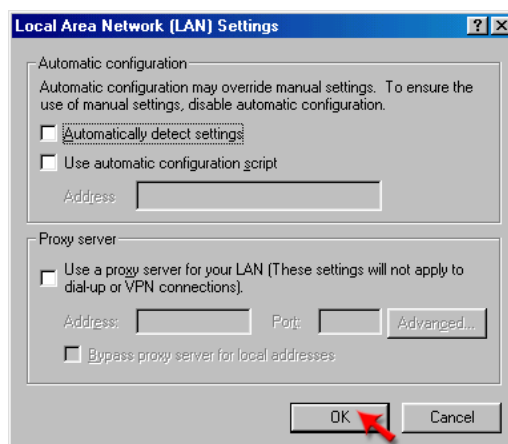 Local Area Network (LAN) Settings
Automatic configuration
Automatic configuration may override manual settings. To ensure the
use of manual settings, disable automatic configuration.
Automatically detect settings
Use automatic configuration script
Address
Proxy server
Use a proxy server for your LAN (These settings will not apply to
dial-up or VPN connections).
Address: Port: Advanced...
Bypass proxy server for local addresses
OK Cancel